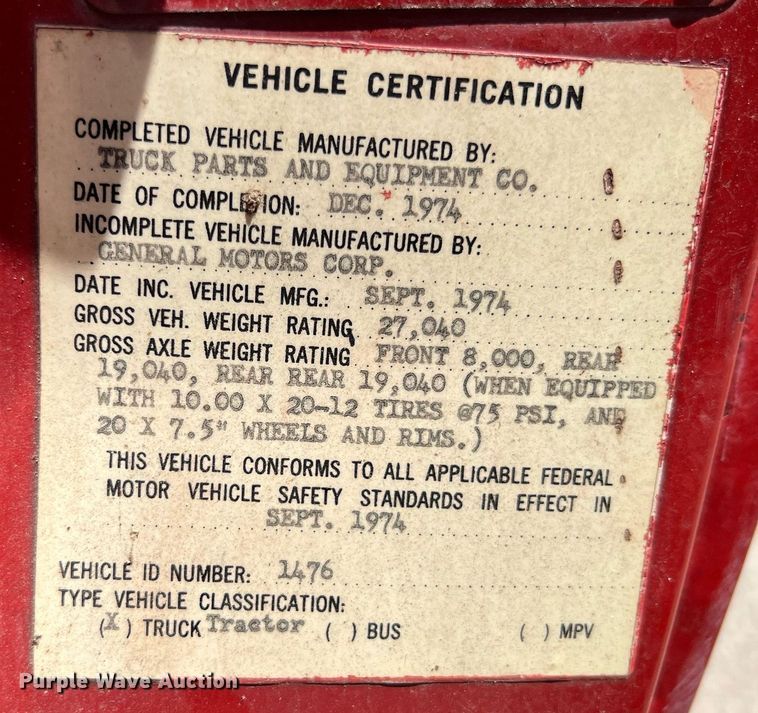 VEHICLE CERTIFICATION
COMPLETED VEHICLE MANUFACTURED BY:
TRUCK PARTS AND EQUIPMENT CO.
DATE OF COMPLETION: DEC. 1974
INCOMPLETE VEHICLE MANUFACTURED BY:
GENERAL MOTORS CORP.
DATE INC. VEHICLE MFG.: SEPT. 1974
GROSS VEH. WEIGHT RATING 27,040
GROSS AXLE WEIGHT RATING FRONT 8,000, REAR
19,040, REAR REAR 19,040 (WHEN EQUIPPED
WITH 10.00 X 20-12 TIRES @75 PSI, AND
20 X 7.5" WHEELS AND RIMS.)
THIS VEHICLE CONFORMS TO ALL APPLICABLE FEDERAL
MOTOR VEHICLE SAFETY STANDARDS IN EFFECT IN
SEPT. 1974
VEHICLE ID NUMBER: 1476
TYPE VEHICLE CLASSIFICATION:
(X) TRUCK Tractor ( ) BUS ( ) MPV
Purple Wave Auction